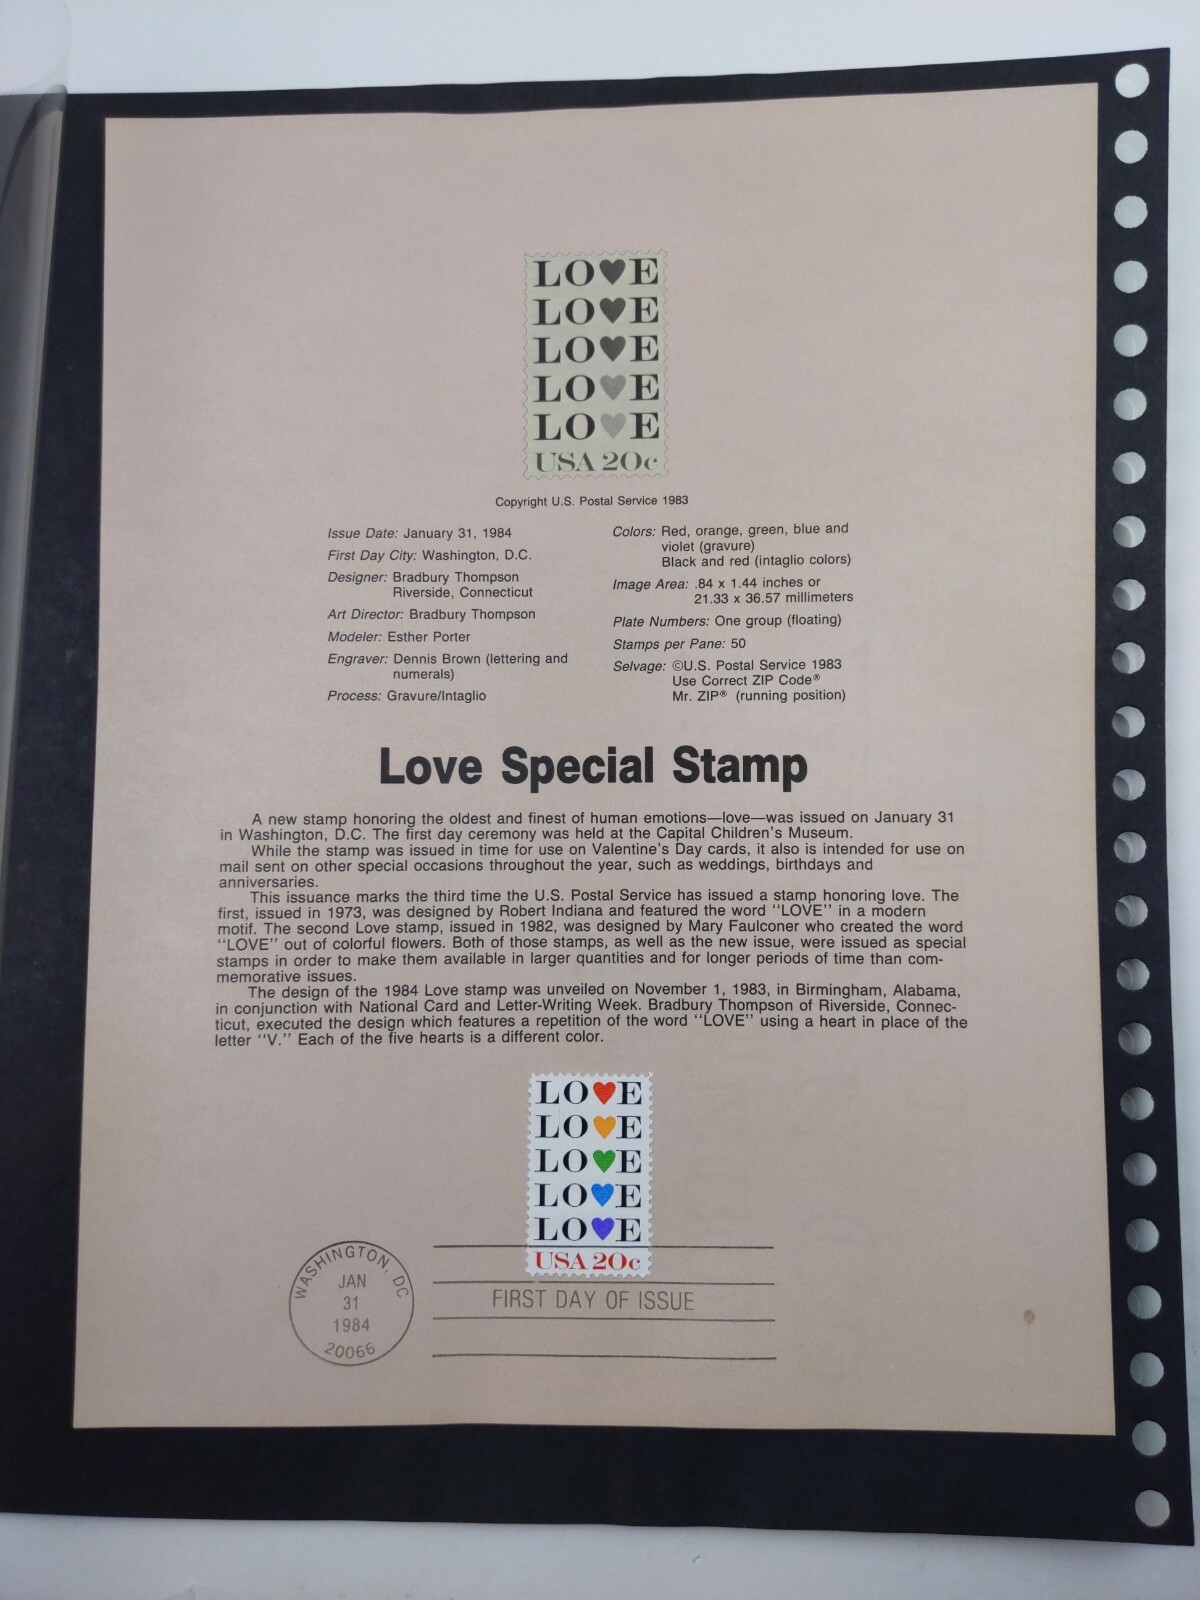 LO♥E
LO♥E
LO♥E
LO♥E
LO♥E
USA 20c
Copyright U.S. Postal Service 1983
Issue Date: January 31, 1984
First Day City: Washington, D.C.
Designer: Bradbury Thompson
Riverside, Connecticut
Art Director: Bradbury Thompson
Modeler: Esther Porter
Engraver: Dennis Brown (lettering and
numerals)
Process: Gravure/Intaglio
Colors: Red, orange, green, blue and
violet (gravure)
Black and red (intaglio colors)
Image Area: .84 x 1.44 inches or
21.33 x 36.57 millimeters
Plate Numbers: One group (floating)
Stamps per Pane: 50
Selvage: ©U.S. Postal Service 1983
Use Correct ZIP Code®
Mr. ZIP® (running position)
Love Special Stamp
A new stamp honoring the oldest and finest of human emotions—love—was issued on January 31
in Washington, D.C. The first day ceremony was held at the Capital Children's Museum.
While the stamp was issued in time for use on Valentine's Day cards, it also is intended for use on
mail sent on other special occasions throughout the year, such as weddings, birthdays and
anniversaries.
This issuance marks the third time the U.S. Postal Service has issued a stamp honoring love. The
first, issued in 1973, was designed by Robert Indiana and featured the word "LOVE" in a modern
motif. The second Love stamp, issued in 1982, was designed by Mary Faulconer who created the word
"LOVE" out of colorful flowers. Both of those stamps, as well as the new issue, were issued as special
stamps in order to make them available in larger quantities and for longer periods of time than com-
memorative issues.
The design of the 1984 Love stamp was unveiled on November 1, 1983, in Birmingham, Alabama,
in conjunction with National Card and Letter-Writing Week. Bradbury Thompson of Riverside, Connec-
ticut, executed the design which features a repetition of the word "LOVE" using a heart in place of the
letter "V." Each of the five hearts is a different color.
LO♥E
LO♥E
LO♥E
LO♥E
LO♥E
USA 20c
WASHINGTON, DC
JAN
31
1984
20066
FIRST DAY OF ISSUE